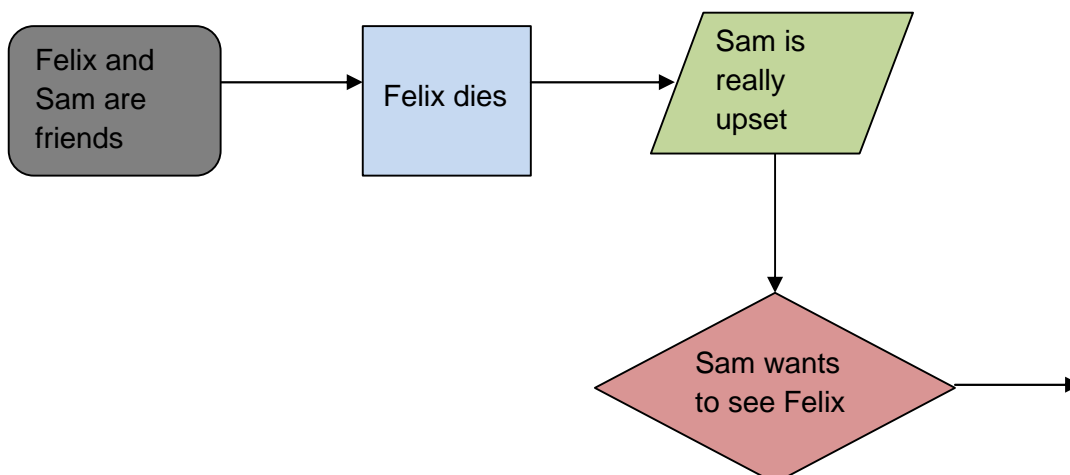 Felix and
Sam are
friends
Felix dies
Sam is
really
upset
Sam wants
to see Felix